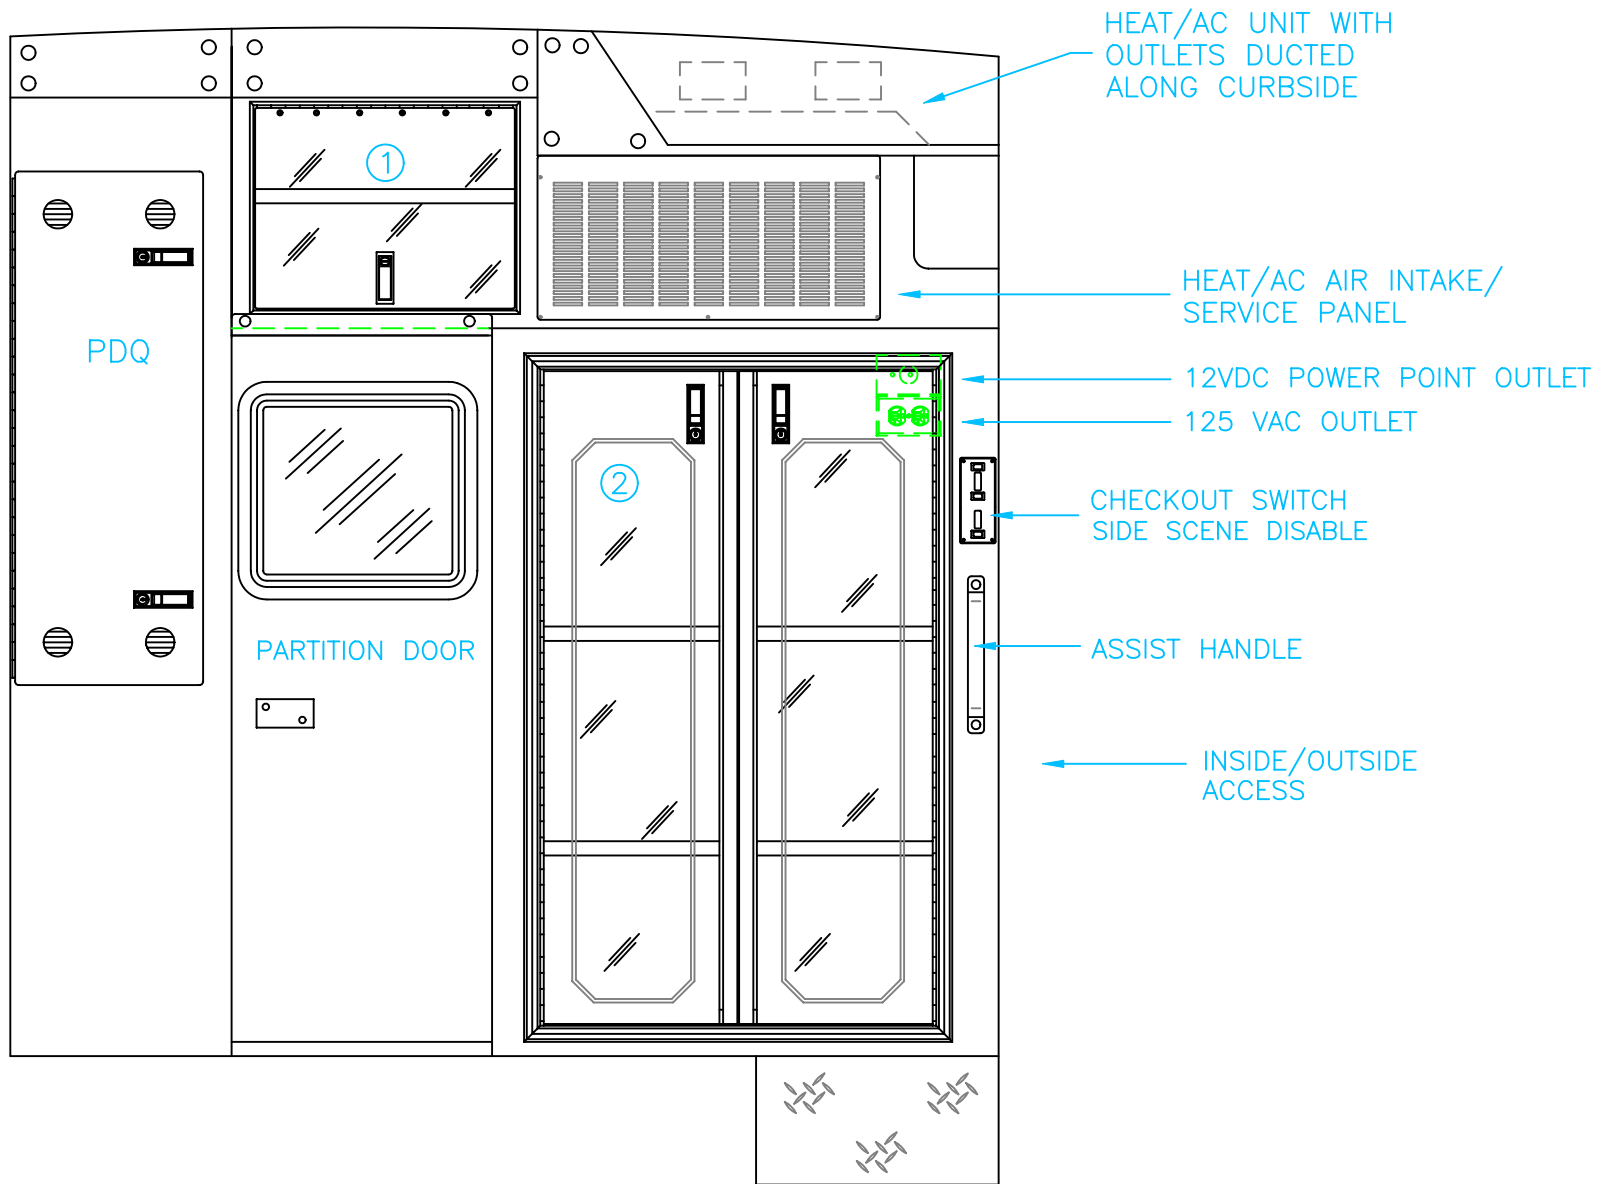 HEAT/AC UNIT WITH
OUTLETS DUCTED
ALONG CURBSIDE
1
HEAT/AC AIR INTAKE/
SERVICE PANEL
PDQ
12VDC POWER POINT OUTLET
125 VAC OUTLET
2
CHECKOUT SWITCH
SIDE SCENE DISABLE
PARTITION DOOR
ASSIST HANDLE
INSIDE/OUTSIDE
ACCESS